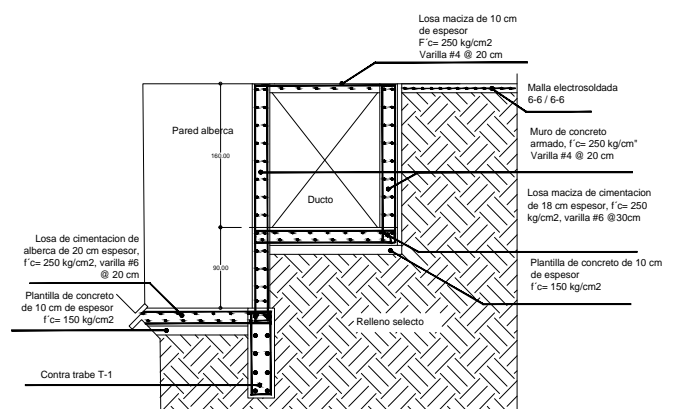 Losa maciza de 10 cm
de espesor
F´c= 250 kg/cm2
Varilla #4 @ 20 cm
Malla electrosoldada
6-6 / 6-6
Pared alberca
160.00
Muro de concreto
armado, f´c= 250 kg/cm"
Varilla #4 @ 20 cm
Ducto
Losa maciza de cimentacion
de 18 cm espesor, f´c= 250
kg/cm2, varilla #6 @30cm
Losa de cimentacion de
alberca de 20 cm espesor,
f´c= 250 kg/cm2, varilla #6
@ 20 cm
90.00
Plantilla de concreto de 10 cm
de espesor
f´c= 150 kg/cm2
Plantilla de concreto
de 10 cm de espesor
f´c= 150 kg/cm2
Relleno selecto
Contra trabe T-1